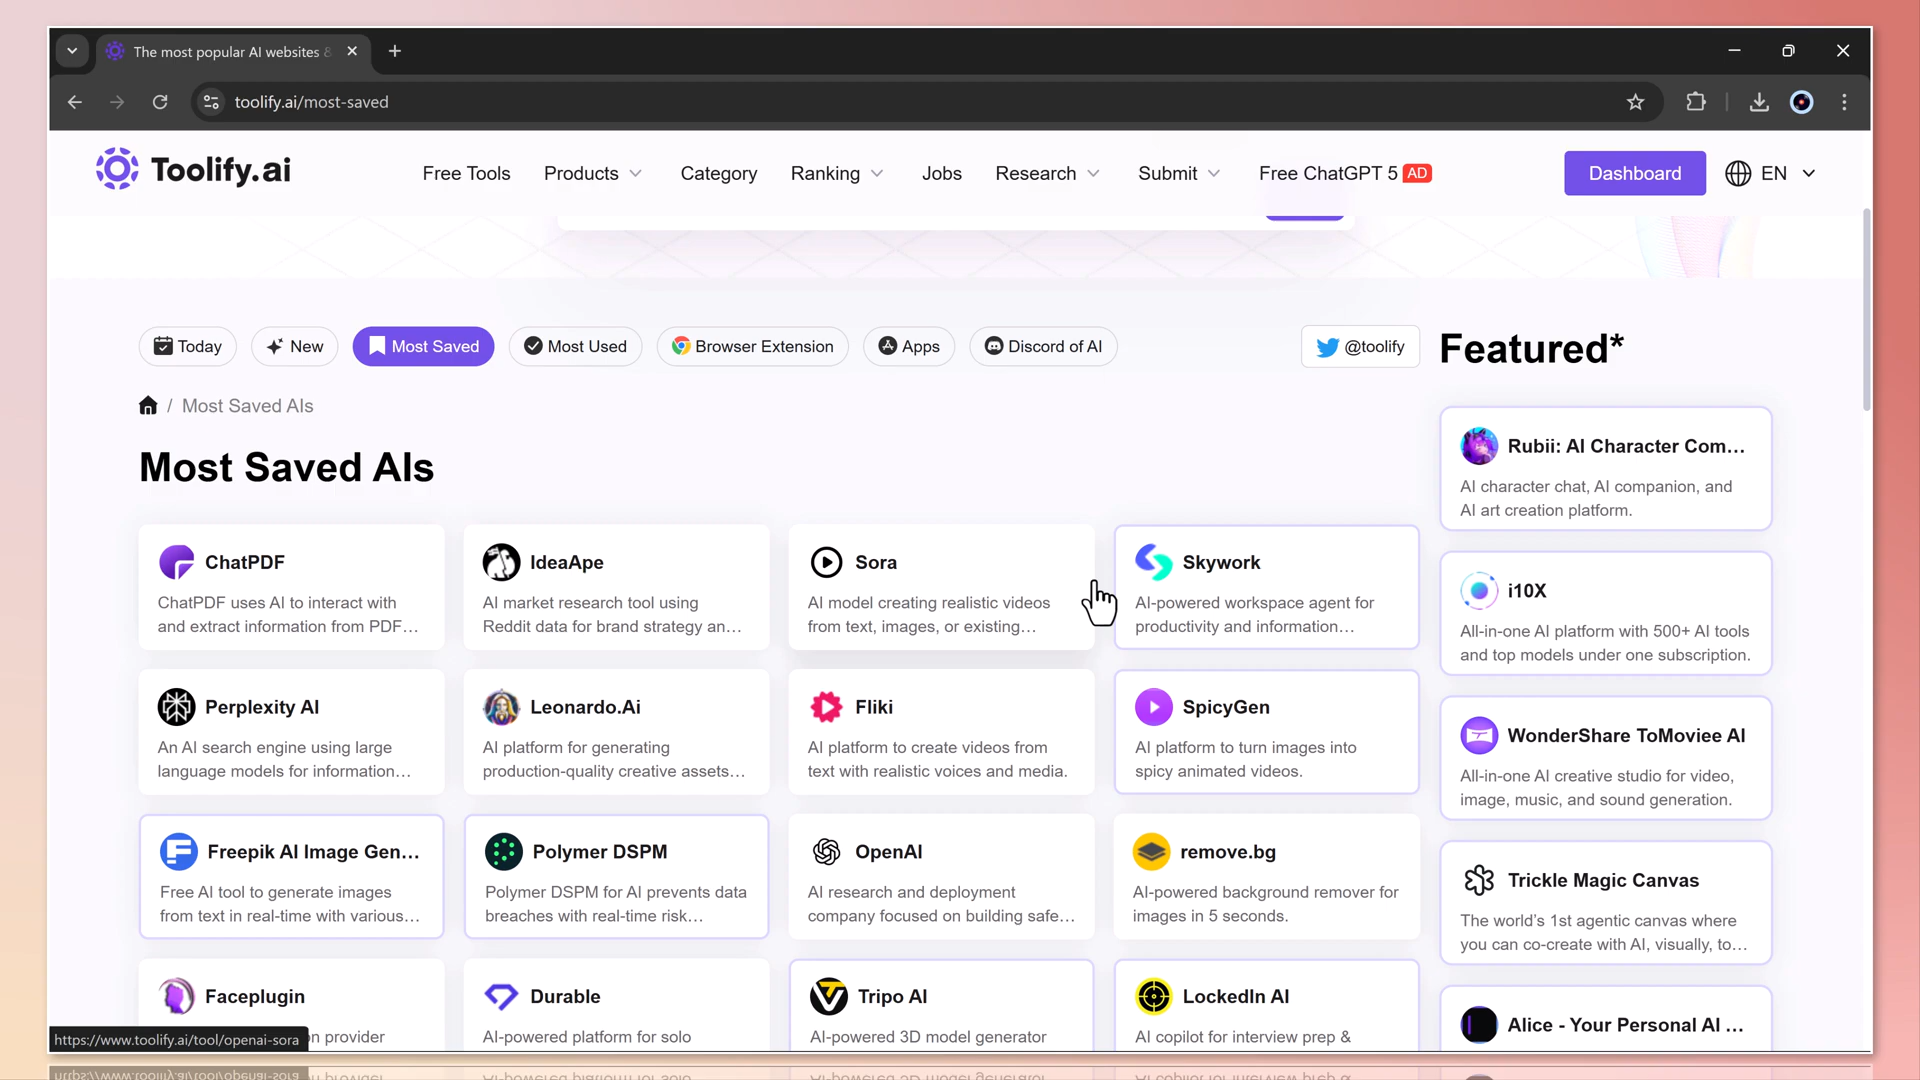 The most popular AI websites &
toolify.ai/most-saved
Toolify.ai
Free Tools
Products
Category
Ranking
Jobs
Research
Submit
Free ChatGPT 5 AD
Dashboard
EN
Today
New
Most Saved
Most Used
Browser Extension
Apps
Discord of AI
@toolify
Featured*
/ Most Saved AIs
Most Saved AIs
ChatPDF
ChatPDF uses AI to interact with
and extract information from PDF...
IdeaApe
AI market research tool using
Reddit data for brand strategy an...
Sora
AI model creating realistic videos
from text, images, or existing...
Skywork
AI-powered workspace agent for
productivity and information...
Perplexity AI
An AI search engine using large
language models for information...
Leonardo.Ai
AI platform for generating
production-quality creative assets...
Fliki
AI platform to create videos from
text with realistic voices and media.
SpicyGen
AI platform to turn images into
spicy animated videos.
Freepik AI Image Gen...
Free AI tool to generate images
from text in real-time with various...
Polymer DSPM
Polymer DSPM for AI prevents data
breaches with real-time risk...
OpenAI
AI research and deployment
company focused on building safe...
remove.bg
AI-powered background remover for
images in 5 seconds.
Faceplugin
n provider
Durable
AI-powered platform for solo
Tripo AI
AI-powered 3D model generator
LockedIn AI
AI copilot for interview prep &
Rubii: AI Character Com...
AI character chat, AI companion, and
AI art creation platform.
i10X
All-in-one AI platform with 500+ AI tools
and top models under one subscription.
WonderShare ToMoviee AI
All-in-one AI creative studio for video,
image, music, and sound generation.
Trickle Magic Canvas
The world's 1st agentic canvas where
you can co-create with AI, visually, to...
Alice - Your Personal AI ...
https://www.toolify.ai/tool/openai-sora